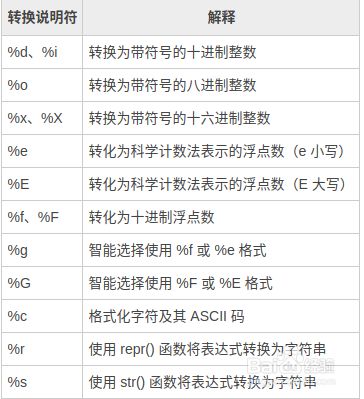 转换说明符 解释
%d、%i 转换为带符号的十进制整数
%o 转换为带符号的八进制整数
%x、%X 转换为带符号的十六进制整数
%e 转化为科学计数法表示的浮点数（e 小写）
%E 转化为科学计数法表示的浮点数（E 大写）
%f、%F 转化为十进制浮点数
%g 智能选择使用 %f 或 %e 格式
%G 智能选择使用 %F 或 %E 格式
%c 格式化字符及其 ASCII 码
%r 使用 repr() 函数将表达式转换为字符串
%s 使用 str() 函数将表达式转换为字符串